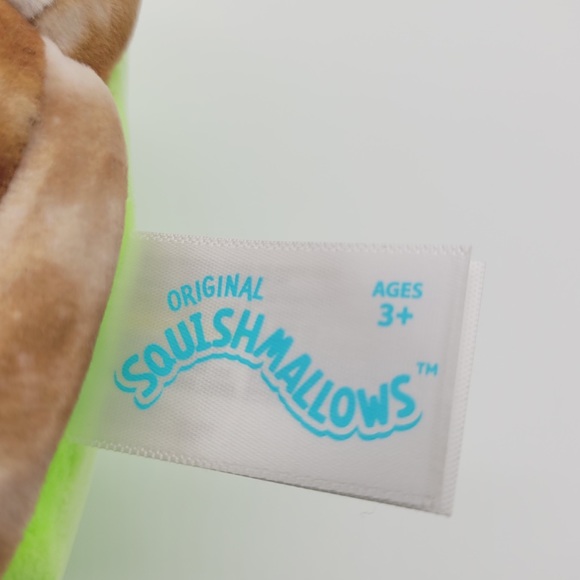 ORIGINAL
SQUISHMALLOWS™
AGES
3+